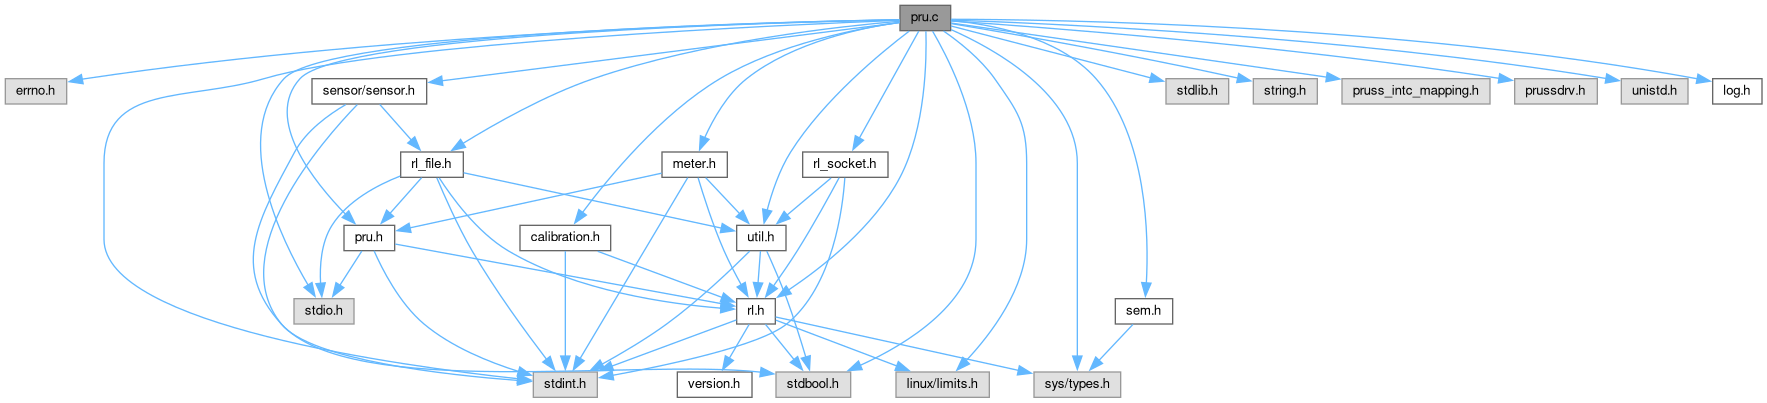 pru.c
errno.h
sensor/sensor.h
stdlib.h
string.h
pruss_intc_mapping.h
prussdrv.h
unistd.h
log.h
rl_file.h
meter.h
rl_socket.h
pru.h
calibration.h
util.h
stdio.h
rl.h
sem.h
stdint.h
version.h
stdbool.h
linux/limits.h
sys/types.h